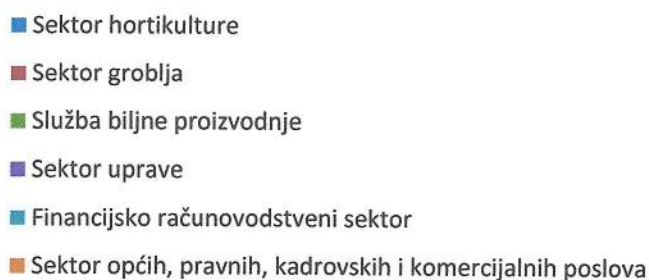 Sektor hortikulture
Sektor groblja
Služba biljne proizvodnje
Sektor uprave
Financijsko računovodstveni sektor
Sektor općih, pravnih, kadrovskih i komercijalnih poslova